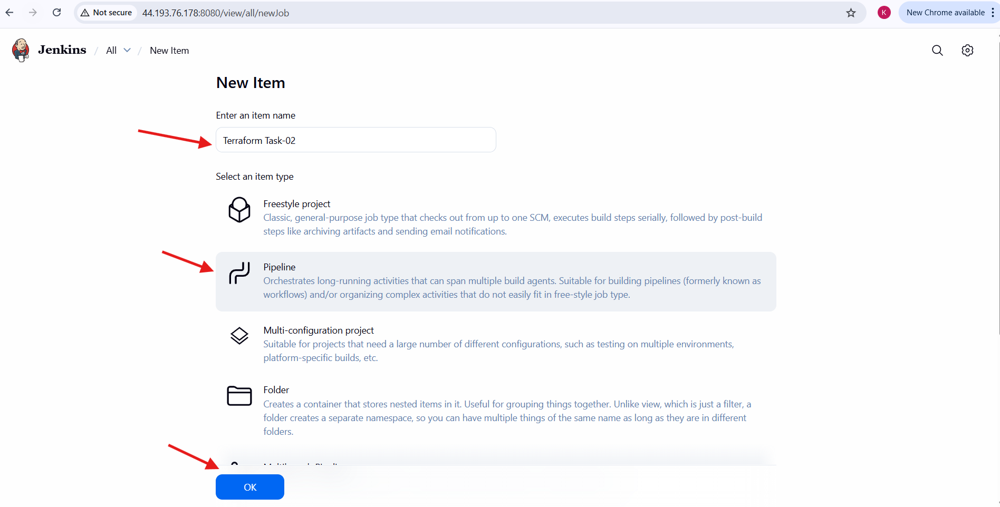 Not secure 44.193.76.178:8080/view/all/newJob K New Chrome available
Jenkins / All / New Item
New Item
Enter an item name
Terraform Task-02
Select an item type
Freestyle project
Classic, general-purpose job type that checks out from up to one SCM, executes build steps serially, followed by post-build
steps like archiving artifacts and sending email notifications.
Pipeline
Orchestrates long-running activities that can span multiple build agents. Suitable for building pipelines (formerly known as
workflows) and/or organizing complex activities that do not easily fit in free-style job type.
Multi-configuration project
Suitable for projects that need a large number of different configurations, such as testing on multiple environments,
platform-specific builds, etc.
Folder
Creates a container that stores nested items in it. Useful for grouping things together. Unlike view, which is just a filter, a
folder creates a separate namespace, so you can have multiple things of the same name as long as they are in different
folders.
OK